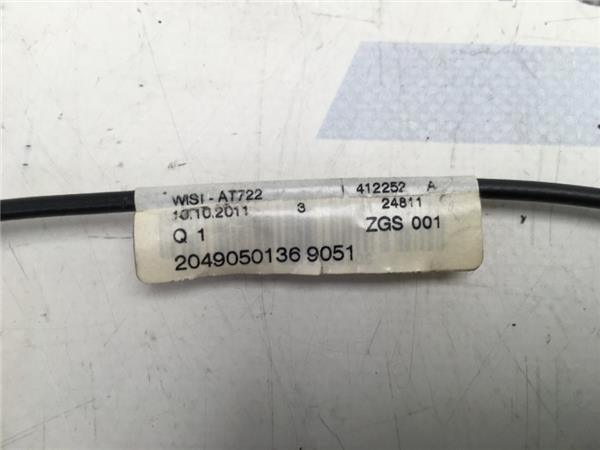 WISI - AT722 412252 A
10.10.2011 3 24811
Q 1 ZGS 001
2049050136 9051